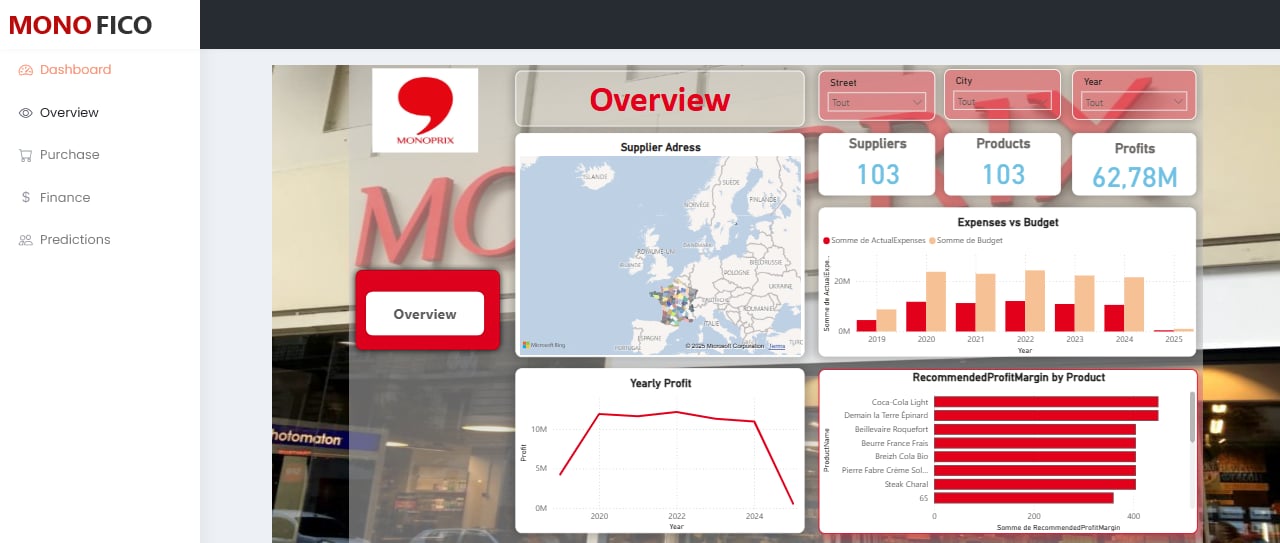 MONO FICO
Dashboard
Overview
Purchase
Finance
Predictions
MONOPRIX
Overview
Street
Tout
City
Tout
Year
Tout
Suppliers
103
Products
103
Profits
62,78M
Overview
hotomaton
Supplier Adress
ISLANDE
SUÈDE
FINLANDE
NORVÈGE
DANEMARK
ROYAUME-UNI
IRLANDE
BIÉLORUSSIE
POLOGNE
UKRAINE
AUTRICHE
ROUMANIE
ITALIE
ESPAGNE
PORTUGAL
Microsoft Bing
© 2025 Microsoft Corporation Terms
Expenses vs Budget
Somme de ActualExpenses Somme de Budget
Somme de ActualExpe...
20M
0M
2019 2020 2021 2022 2023 2024 2025
Year
Yearly Profit
Profit
10M
5M
0M
2020 2022 2024
Year
RecommendedProfitMargin by Product
ProductName
Coca-Cola Light
Demain la Terre Épinard
Beillevaire Roquefort
Beurre France Frais
Breizh Cola Bio
Pierre Fabre Crème Sol...
Steak Charal
65
0 200 400
Somme de RecommendedProfitMargin